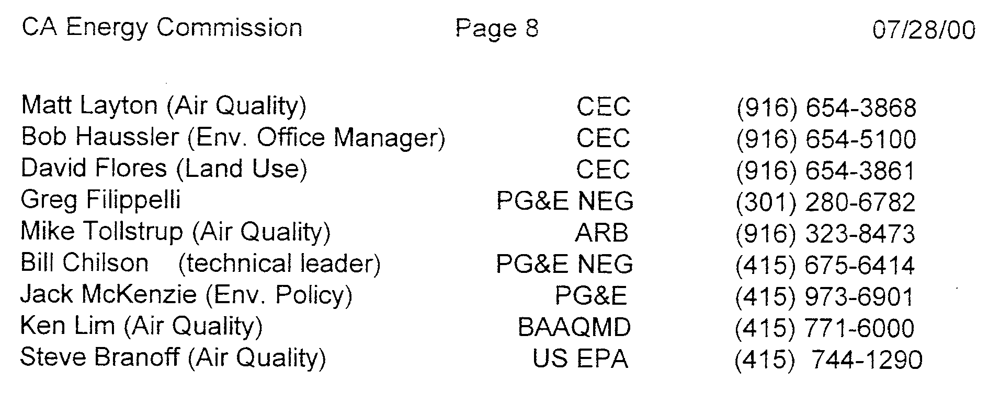 CA Energy Commission Page 8 07/28/00
Matt Layton (Air Quality) CEC (916) 654-3868
Bob Haussler (Env. Office Manager) CEC (916) 654-5100
David Flores (Land Use) CEC (916) 654-3861
Greg Filippelli PG&E NEG (301) 280-6782
Mike Tollstrup (Air Quality) ARB (916) 323-8473
Bill Chilson (technical leader) PG&E NEG (415) 675-6414
Jack McKenzie (Env. Policy) PG&E (415) 973-6901
Ken Lim (Air Quality) BAAQMD (415) 771-6000
Steve Branoff (Air Quality) US EPA (415) 744-1290